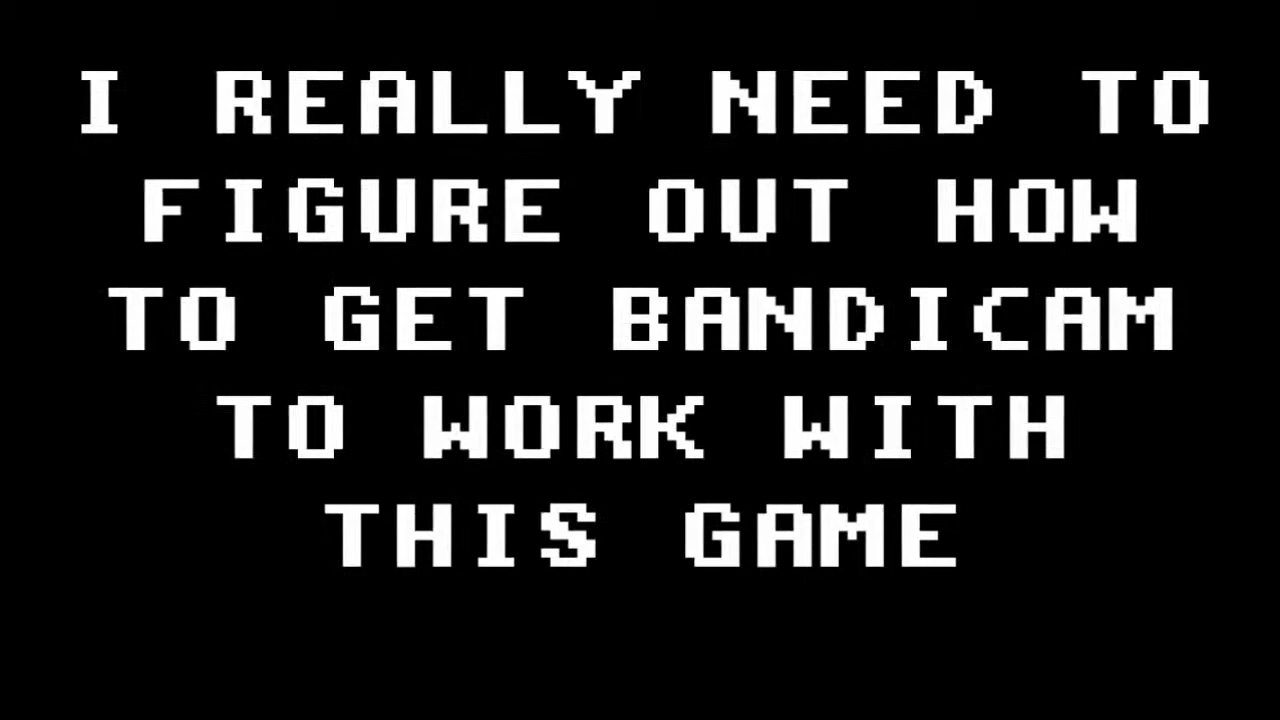 I REALLY NEED TO
FIGURE OUT HOW
TO GET BANDICAM
TO WORK WITH
THIS GAME